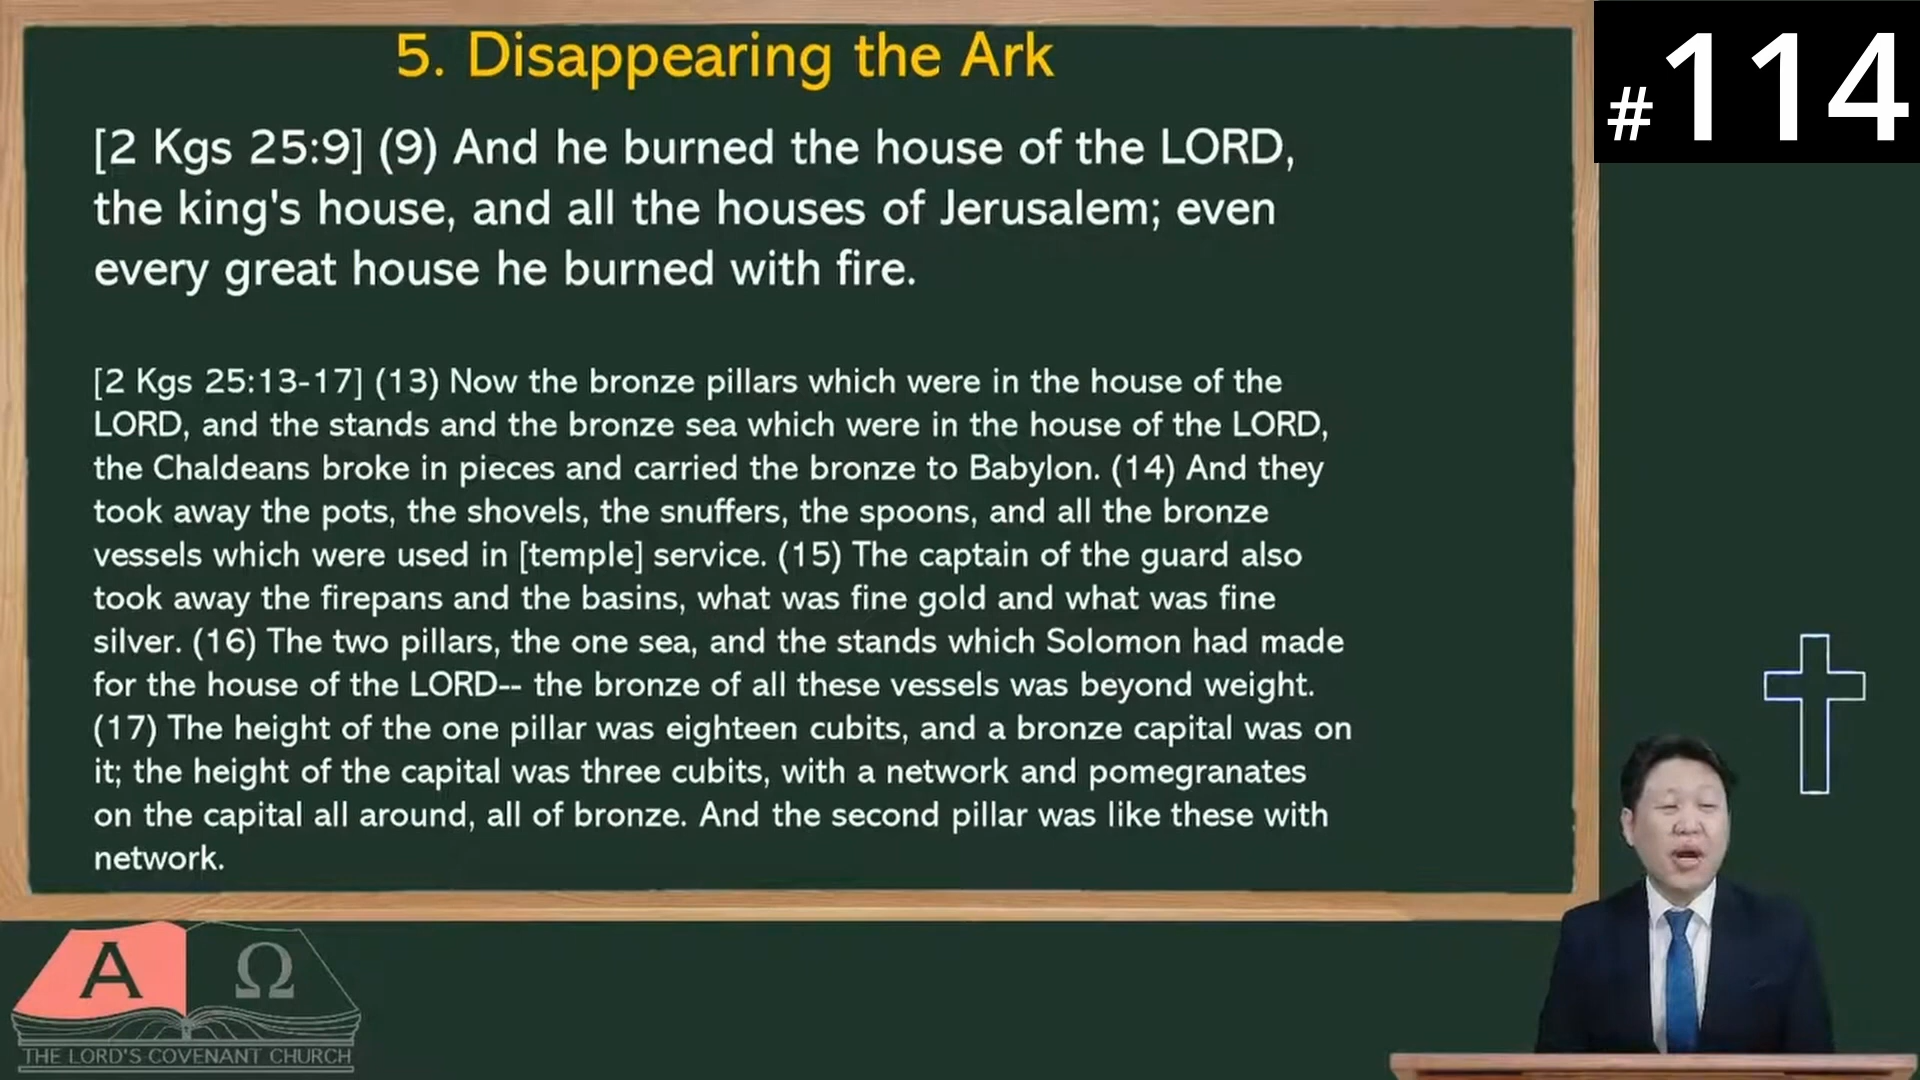 5. Disappearing the Ark
#114
[2 Kgs 25:9] (9) And he burned the house of the LORD,
the king's house, and all the houses of Jerusalem; even
every great house he burned with fire.
[2 Kgs 25:13-17] (13) Now the bronze pillars which were in the house of the
LORD, and the stands and the bronze sea which were in the house of the LORD,
the Chaldeans broke in pieces and carried the bronze to Babylon. (14) And they
took away the pots, the shovels, the snuffers, the spoons, and all the bronze
vessels which were used in [temple] service. (15) The captain of the guard also
took away the firepans and the basins, what was fine gold and what was fine
silver. (16) The two pillars, the one sea, and the stands which Solomon had made
for the house of the LORD-- the bronze of all these vessels was beyond weight.
(17) The height of the one pillar was eighteen cubits, and a bronze capital was on
it; the height of the capital was three cubits, with a network and pomegranates
on the capital all around, all of bronze. And the second pillar was like these with
network.
Α Ω
THE LORD'S COVENANT CHURCH